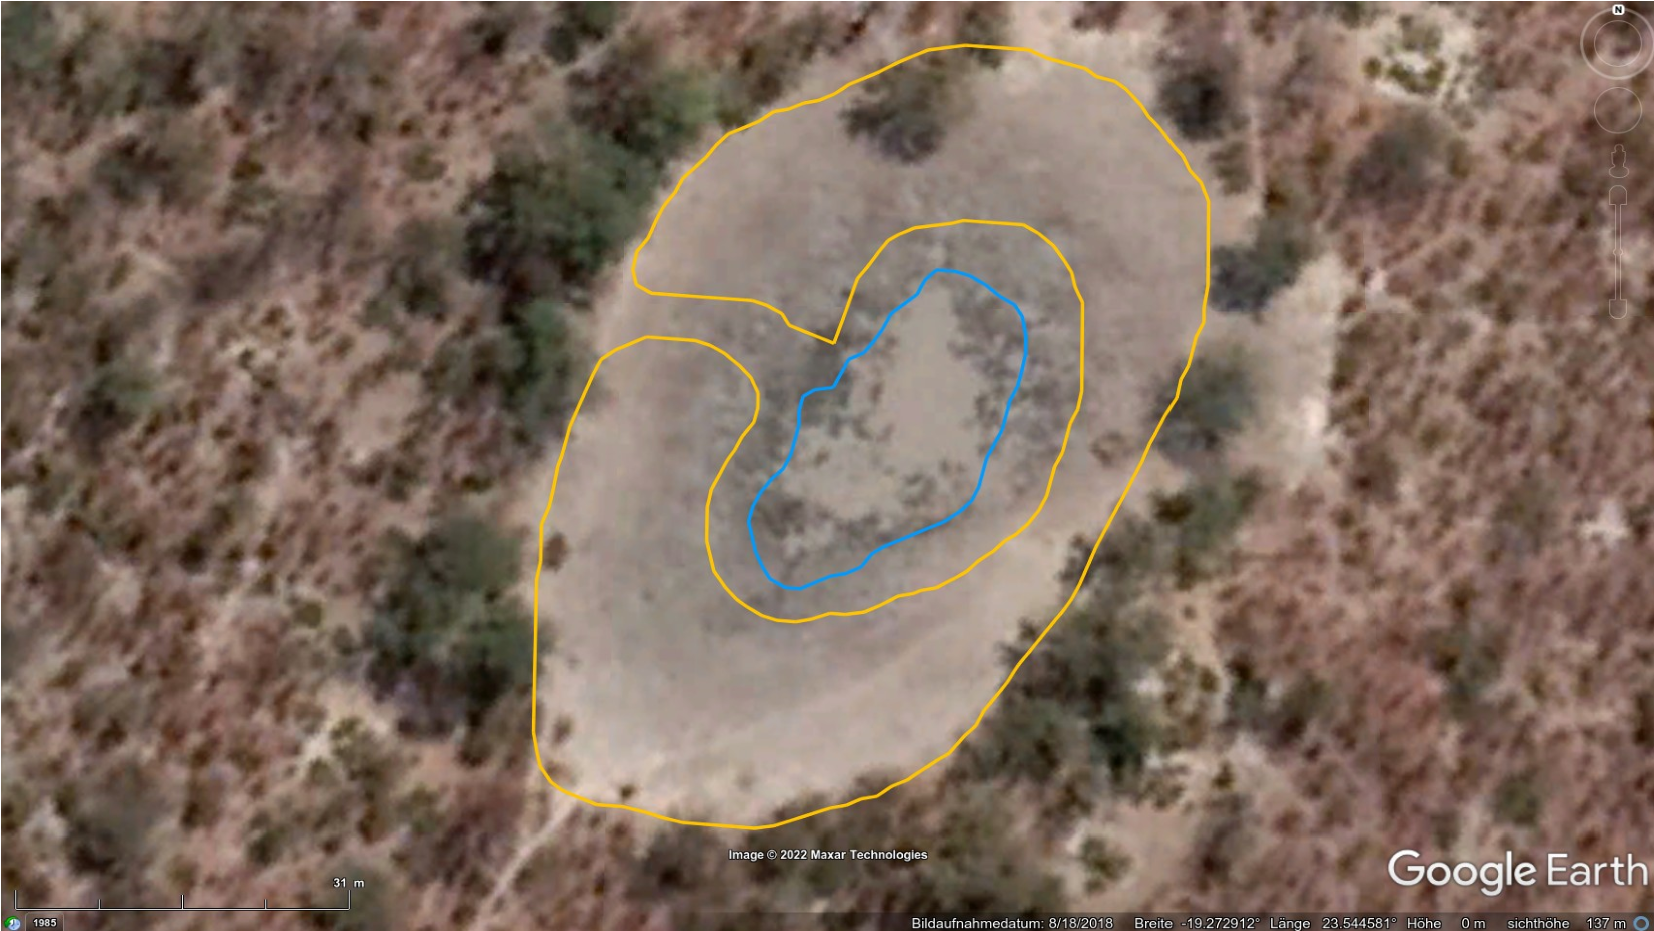 N
Image © 2022 Maxar Technologies
Google Earth
31 m
1985
Bildaufnahmedatum: 8/18/2018 Breite -19.272912° Länge 23.544581° Höhe 0 m sichthöhe 137 m